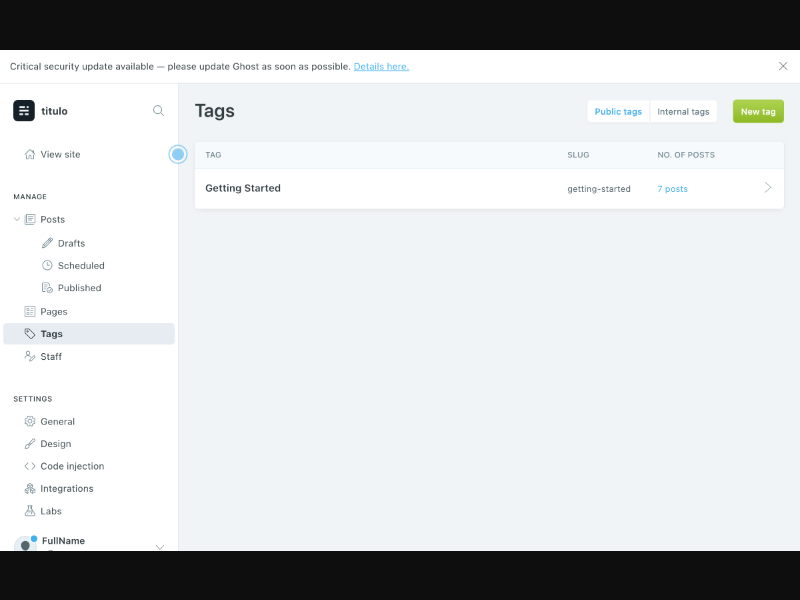 Critical security update available — please update Ghost as soon as possible. Details here.
titulo
View site
MANAGE
Posts
Drafts
Scheduled
Published
Pages
Tags
Staff
SETTINGS
General
Design
Code injection
Integrations
Labs
FullName
Tags
Public tags Internal tags New tag
TAG SLUG NO. OF POSTS
Getting Started getting-started 7 posts